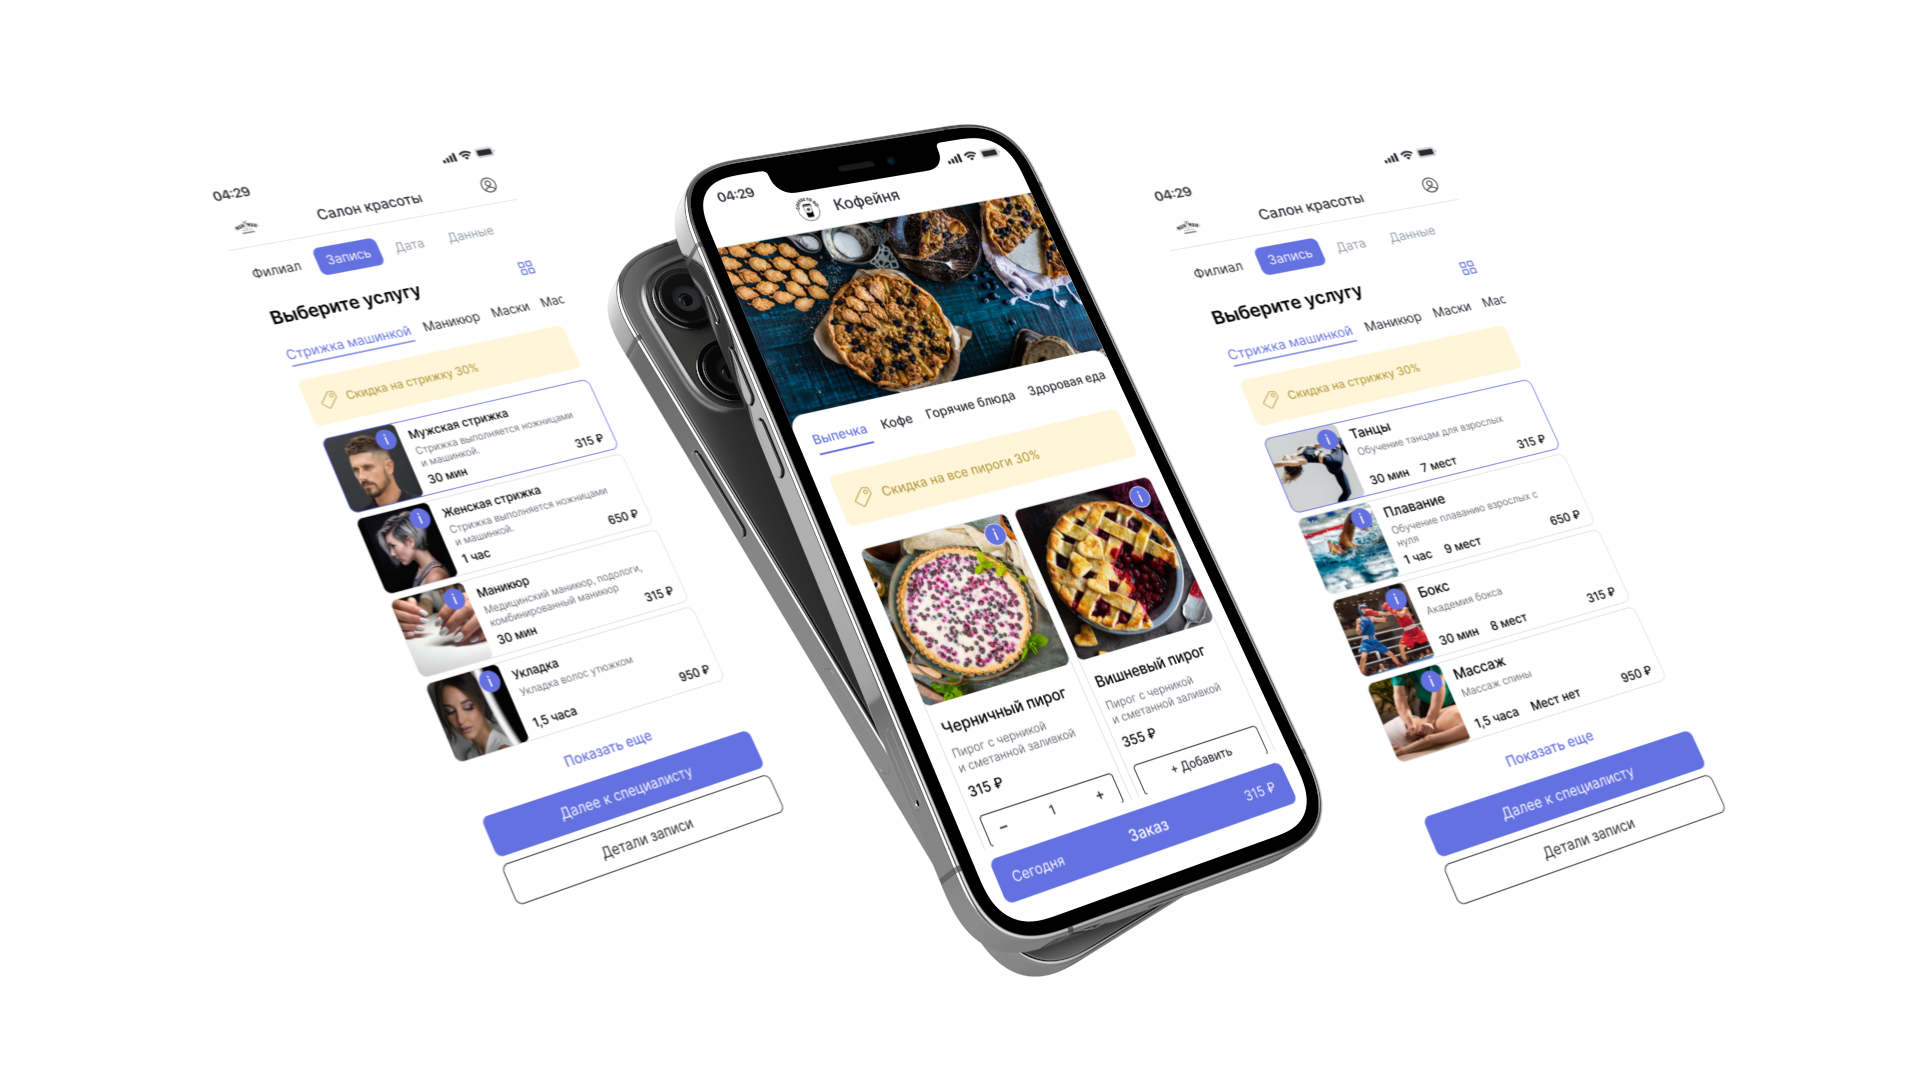 04:29
Салон красоты
Филиал
Запись
Дата
Данные
Выберите услугу
Стрижка машинкой
Маникюр
Маски
Мас
Скидка на стрижку 30%
Мужская стрижка
Стрижка выполняется ножницами
и машинкой.
30 мин
315 ₽
Женская стрижка
Стрижка выполняется ножницами
и машинкой.
1 час
650 ₽
Маникюр
Медицинский маникюр, подологи,
комбинированный маникюр
30 мин
315 ₽
Укладка
Укладка волос утюжком
1,5 часа
950 ₽
Показать еще
Далее к специалисту
Детали записи
04:29
Кофейня
Выпечка
Кофе
Горячие блюда
Здоровая еда
Скидка на все пироги 30%
Черничный пирог
Пирог с черникой
и сметанной заливкой
315 ₽
− 1 +
Вишневый пирог
Пирог с черникой
и сметанной заливкой
355 ₽
+ Добавить
Сегодня
Заказ
315 ₽
04:29
Салон красоты
Филиал
Запись
Дата
Данные
Выберите услугу
Стрижка машинкой
Маникюр
Маски
Мас
Скидка на стрижку 30%
Танцы
Обучение танцам для взрослых
30 мин 7 мест
315 ₽
Плавание
Обучение плаванию взрослых с
нуля
1 час 9 мест
650 ₽
Бокс
Академия бокса
30 мин 8 мест
315 ₽
Массаж
Массаж спины
1,5 часа Мест нет
950 ₽
Показать еще
Далее к специалисту
Детали записи